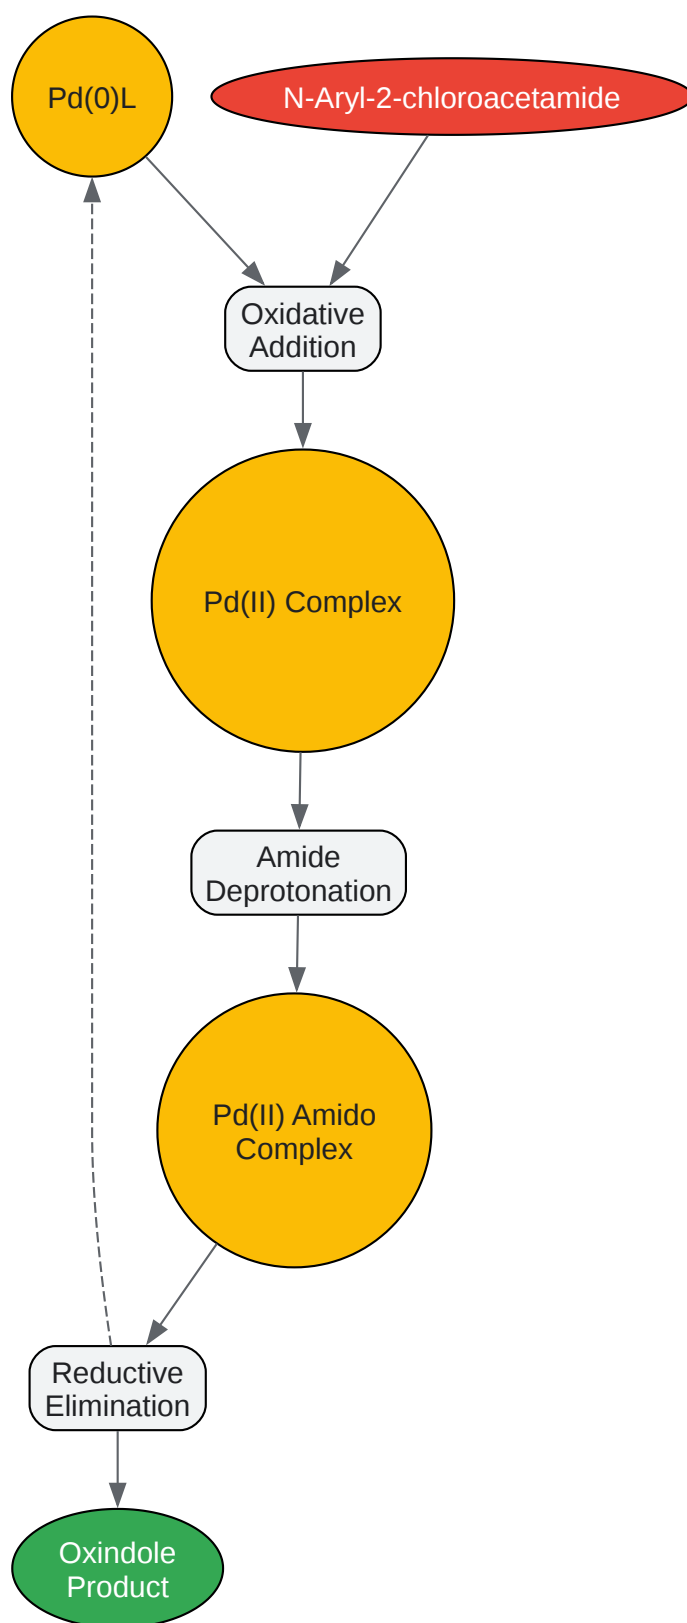 Pd(0)L
N-Aryl-2-chloroacetamide
Oxidative
Addition
Pd(II) Complex
Amide
Deprotonation
Pd(II) Amido
Complex
Reductive
Elimination
Oxindole
Product